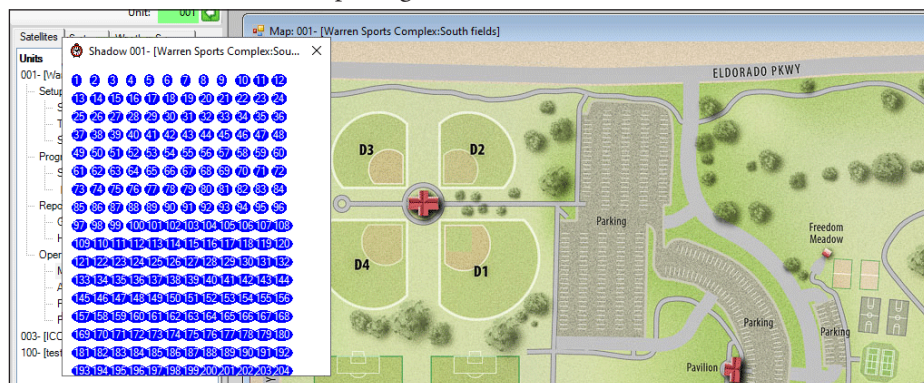 Unit: 001
Map: 001- [Warren Sports Complex:South fields]
Satellites
Shadow 001- [Warren Sports Complex:Sou...
Units
001- [Wa
Setup
Prog
Repo
Oper
003- [ICC
100- [test
1 2 3 4 5 6 7 8 9 10 11 12
13 14 15 16 17 18 19 20 21 22 23 24
25 26 27 28 29 30 31 32 33 34 35 36
37 38 39 40 41 42 43 44 45 46 47 48
49 50 51 52 53 54 55 56 57 58 59 60
61 62 63 64 65 66 67 68 69 70 71 72
73 74 75 76 77 78 79 80 81 82 83 84
85 86 87 88 89 90 91 92 93 94 95 96
97 98 99 100 101 102 103 104 105 106 107 108
109 110 111 112 113 114 115 116 117 118 119 120
121 122 123 124 125 126 127 128 129 130 131 132
133 134 135 136 137 138 139 140 141 142 143 144
145 146 147 148 149 150 151 152 153 154 155 156
157 158 159 160 161 162 163 164 165 166 167 168
169 170 171 172 173 174 175 176 177 178 179 180
181 182 183 184 185 186 187 188 189 190 191 192
193 194 195 196 197 198 199 200 201 202 203 204
ELDORADO PKWY
D3
D2
D4
D1
Parking
Freedom
Meadow
Parking
Parking
Pavilion